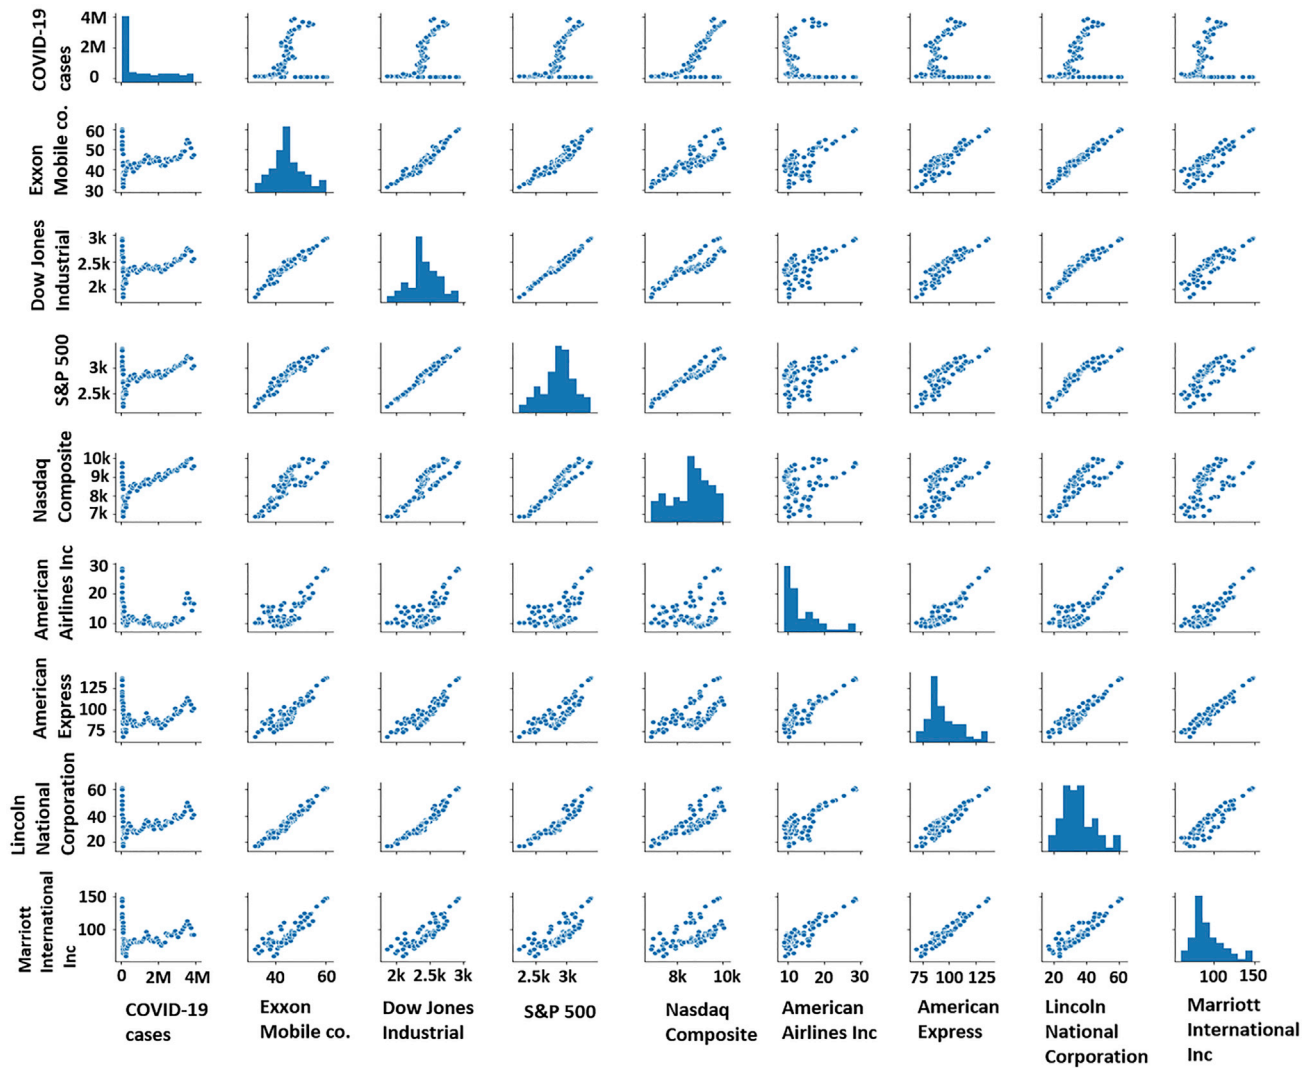 COVID-19
cases
4M
2M
0
Exxon
Mobile co.
60
50
40
30
Dow Jones
Industrial
3k
2.5k
2k
S&P 500
3k
2.5k
Nasdaq
Composite
10k
9k
8k
7k
American
Airlines Inc
30
20
10
American
Express
125
100
75
Lincoln
National
Corporation
60
40
20
Marriott
International
Inc
150
100
0 2M 4M 40 60 2k 2.5k 3k 2.5k 3k 8k 10k 10 20 30 75 100 125 20 40 60 100 150
COVID-19
cases
Exxon
Mobile co.
Dow Jones
Industrial
S&P 500
Nasdaq
Composite
American
Airlines Inc
American
Express
Lincoln
National
Corporation
Marriott
International
Inc